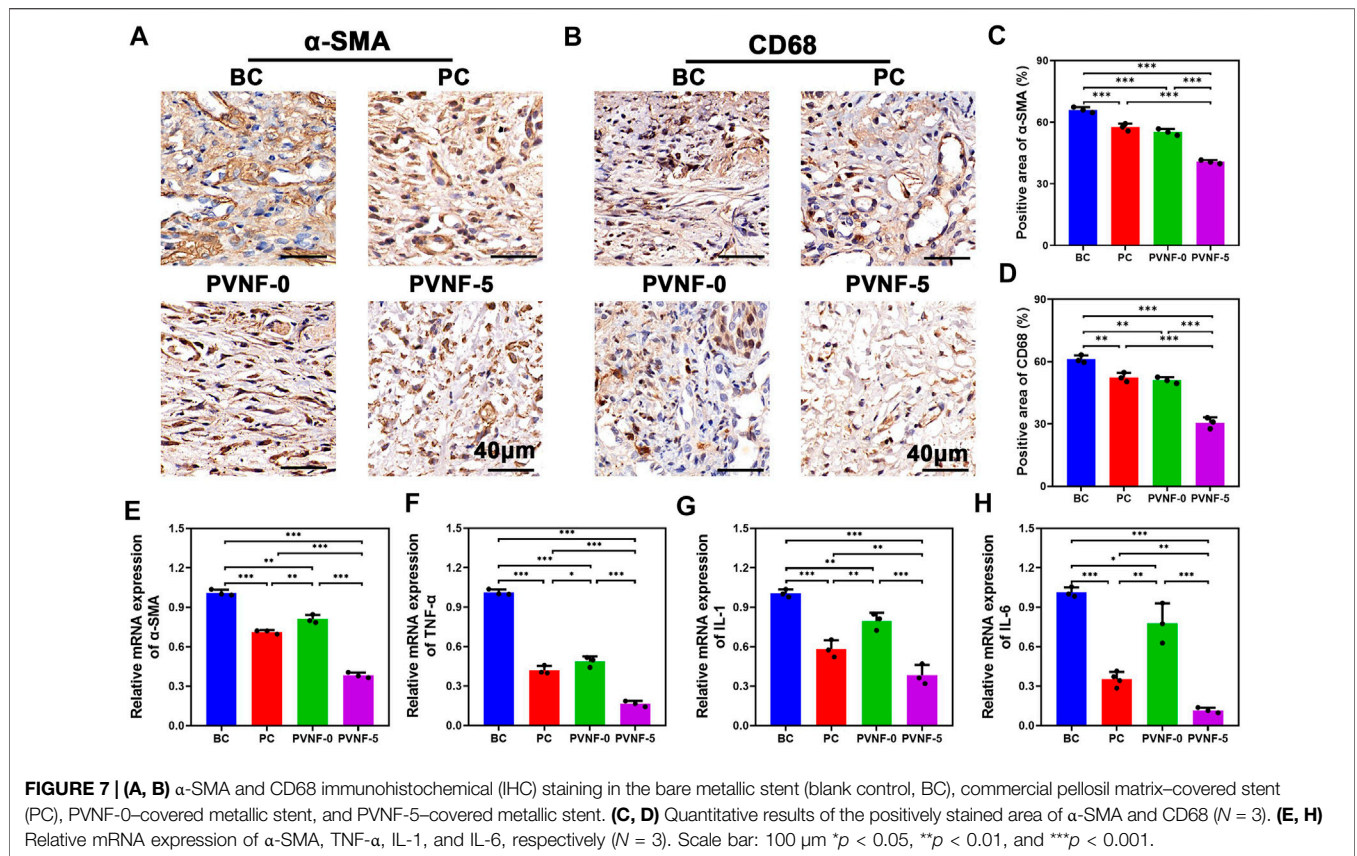 A
α-SMA
BC
PC
PVNF-0
PVNF-5
40μm
B
CD68
BC
PC
PVNF-0
PVNF-5
40μm
C
Positive area of α-SMA (%)
90
60
30
0
***
***
***
***
***
BC
PC
PVNF-0
PVNF-5
D
Positive area of CD68 (%)
90
60
30
0
***
**
***
**
***
BC
PC
PVNF-0
PVNF-5
E
Relative mRNA expression
of α-SMA
1.5
1.2
0.9
0.6
0.3
0.0
***
***
**
***
**
***
BC
PC
PVNF-0
PVNF-5
F
Relative mRNA expression
of TNF-α
1.5
1.2
0.9
0.6
0.3
0.0
***
***
***
***
*
***
BC
PC
PVNF-0
PVNF-5
G
Relative mRNA expression
of IL-1
1.5
1.2
0.9
0.6
0.3
0.0
***
**
**
***
**
***
BC
PC
PVNF-0
PVNF-5
H
Relative mRNA expression
of IL-6
1.5
1.2
0.9
0.6
0.3
0.0
***
**
*
***
**
***
BC
PC
PVNF-0
PVNF-5
FIGURE 7 | (A, B) α-SMA and CD68 immunohistochemical (IHC) staining in the bare metallic stent (blank control, BC), commercial pellosil matrix–covered stent
(PC), PVNF-0–covered metallic stent, and PVNF-5–covered metallic stent. (C, D) Quantitative results of the positively stained area of α-SMA and CD68 (N = 3). (E, H)
Relative mRNA expression of α-SMA, TNF-α, IL-1, and IL-6, respectively (N = 3). Scale bar: 100 μm *p < 0.05, **p < 0.01, and ***p < 0.001.